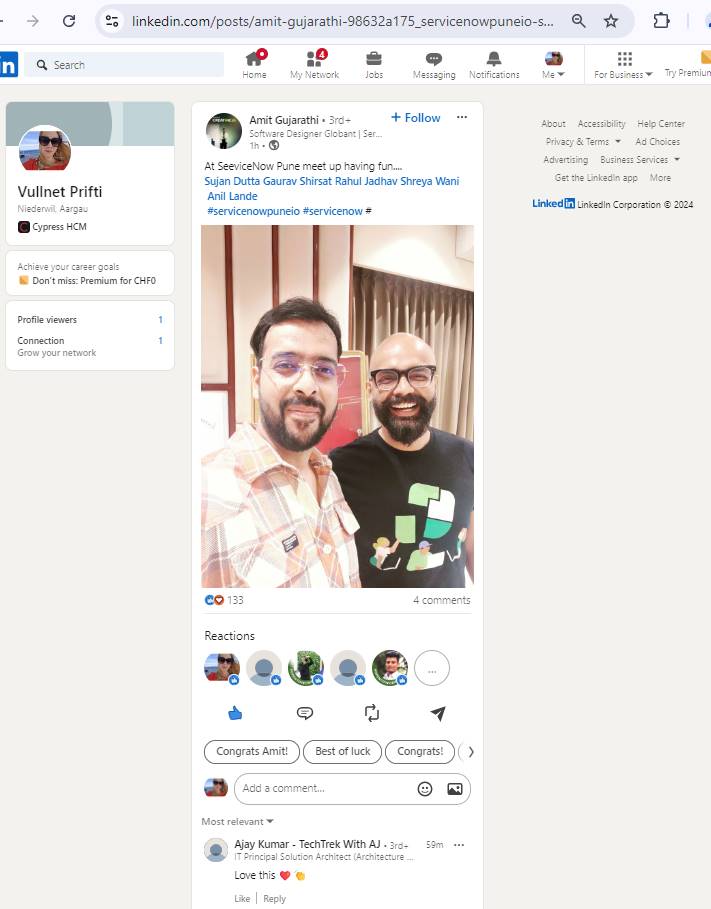 linkedin.com/posts/amit-gujarathi-98632a175_servicenowpuneio-s...
in
Search
Home
4
My Network
Jobs
Messaging
Notifications
Me
For Business
Try Premium
Vullnet Prifti
Niederwil, Aargau
Cypress HCM
Achieve your career goals
Don't miss: Premium for CHF0
Profile viewers 1
Connection 1
Grow your network
Amit Gujarathi • 3rd+
+ Follow
Software Designer Globant | Ser...
1h •
At SeeviceNow Pune meet up having fun....
Sujan Dutta Gaurav Shirsat Rahul Jadhav Shreya Wani
Anil Lande
#servicenowpuneio #servicenow #
133
4 comments
Reactions
...
Congrats Amit!
Best of luck
Congrats!
Add a comment...
Most relevant
Ajay Kumar - TechTrek With AJ • 3rd+
59m
IT Principal Solution Architect (Architecture ...
Love this ❤️ 👏
Like | Reply
About Accessibility Help Center
Privacy & Terms Ad Choices
Advertising Business Services
Get the LinkedIn app More
LinkedIn LinkedIn Corporation © 2024